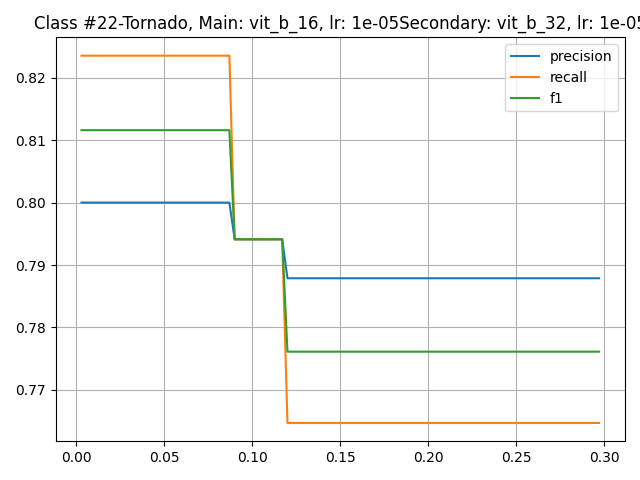 Class #22-Tornado, Main: vit_b_16, lr: 1e-05Secondary: vit_b_32, lr: 1e-05
precision
recall
f1
0.82
0.81
0.80
0.79
0.78
0.77
0.00 0.05 0.10 0.15 0.20 0.25 0.30